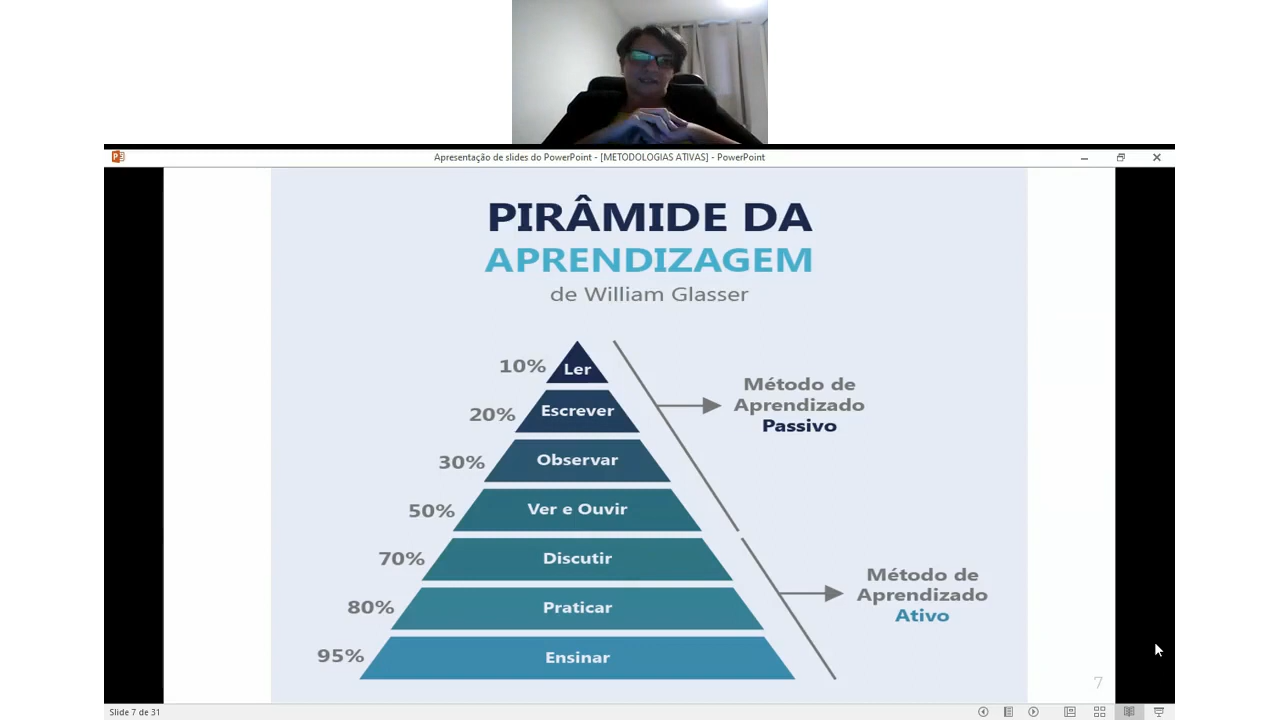 Apresentação de slides do PowerPoint - [METODOLOGIAS ATIVAS] - PowerPoint
PIRÂMIDE DA
APRENDIZAGEM
de William Glasser
10% Ler
20% Escrever
30% Observar
50% Ver e Ouvir
70% Discutir
80% Praticar
95% Ensinar
Método de
Aprendizado
Passivo
Método de
Aprendizado
Ativo
7
Slide 7 de 31